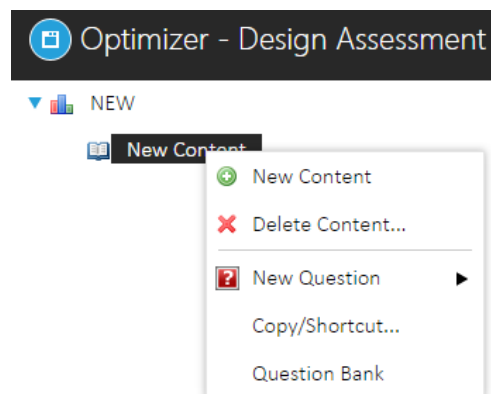 Optimizer - Design Assessment
NEW
New Content
New Content
Delete Content...
New Question
Copy/Shortcut...
Question Bank